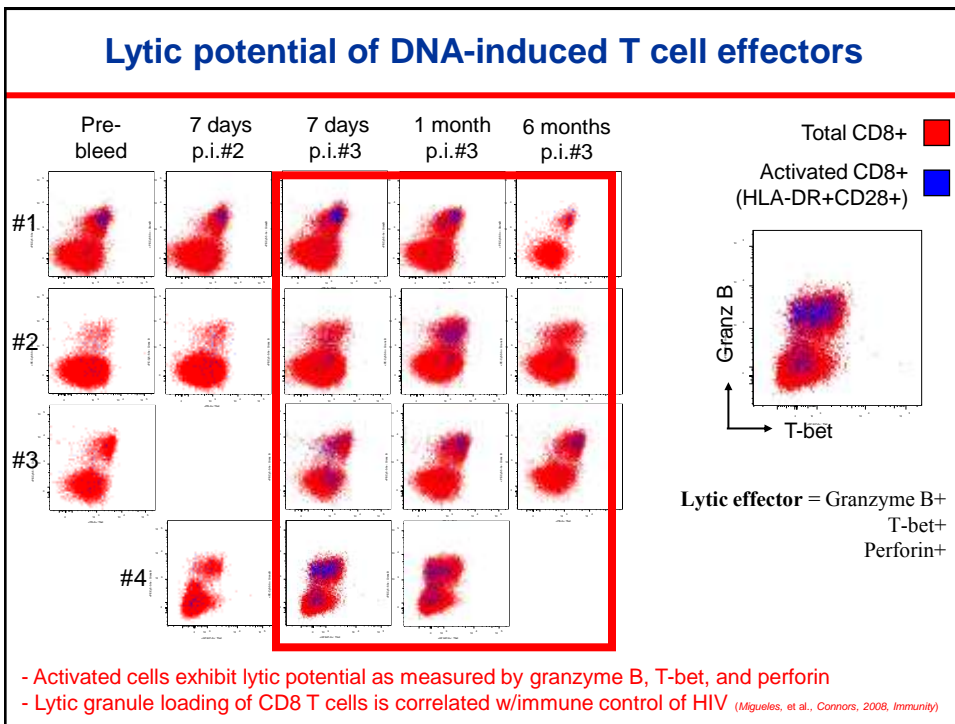 Lytic potential of DNA-induced T cell effectors
Pre-
bleed
7 days
p.i.#2
7 days
p.i.#3
1 month
p.i.#3
6 months
p.i.#3
Total CD8+
Activated CD8+
(HLA-DR+CD28+)
#1
#2
#3
#4
Granz B
T-bet
Lytic effector = Granzyme B+
T-bet+
Perforin+
- Activated cells exhibit lytic potential as measured by granzyme B, T-bet, and perforin
- Lytic granule loading of CD8 T cells is correlated w/immune control of HIV (Migueles, et al., Connors, 2008, Immunity)